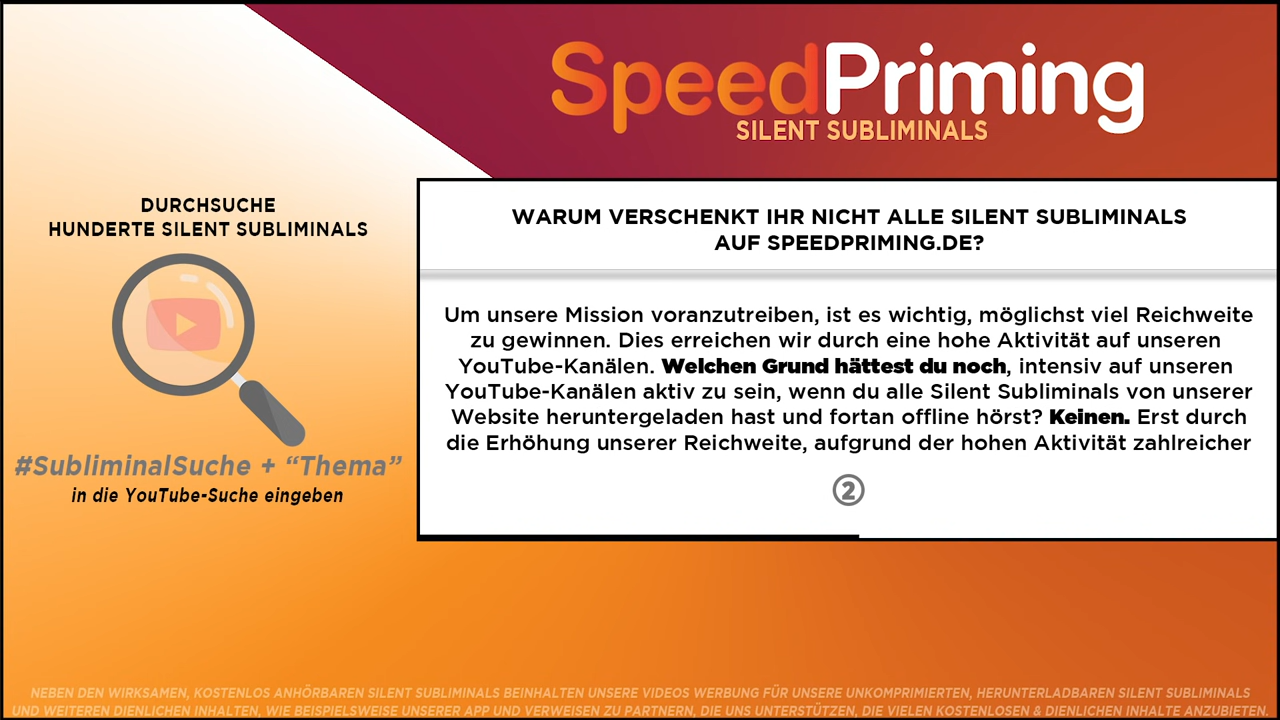 SpeedPriming
SILENT SUBLIMINALS
DURCHSUCHE
HUNDERTE SILENT SUBLIMINALS
#SubliminalSuche + “Thema”
in die YouTube-Suche eingeben
WARUM VERSCHENKT IHR NICHT ALLE SILENT SUBLIMINALS
AUF SPEEDPRIMING.DE?
Um unsere Mission voranzutreiben, ist es wichtig, möglichst viel Reichweite
zu gewinnen. Dies erreichen wir durch eine hohe Aktivität auf unseren
YouTube-Kanälen. Welchen Grund hättest du noch, intensiv auf unseren
YouTube-Kanälen aktiv zu sein, wenn du alle Silent Subliminals von unserer
Website heruntergeladen hast und fortan offline hörst? Keinen. Erst durch
die Erhöhung unserer Reichweite, aufgrund der hohen Aktivität zahlreicher
2
NEBEN DEN WIRKSAMEN, KOSTENLOS ANHÖRBAREN SILENT SUBLIMINALS BEINHALTEN UNSERE VIDEOS WERBUNG FÜR UNSERE UNKOMPRIMIERTEN, HERUNTERLADBAREN SILENT SUBLIMINALS
UND WEITEREN DIENLICHEN INHALTEN, WIE BEISPIELSWEISE UNSERER APP UND VERWEISEN ZU PARTNERN, DIE UNS UNTERSTÜTZEN, DIE VIELEN KOSTENLOSEN & DIENLICHEN INHALTE ANZUBIETEN.